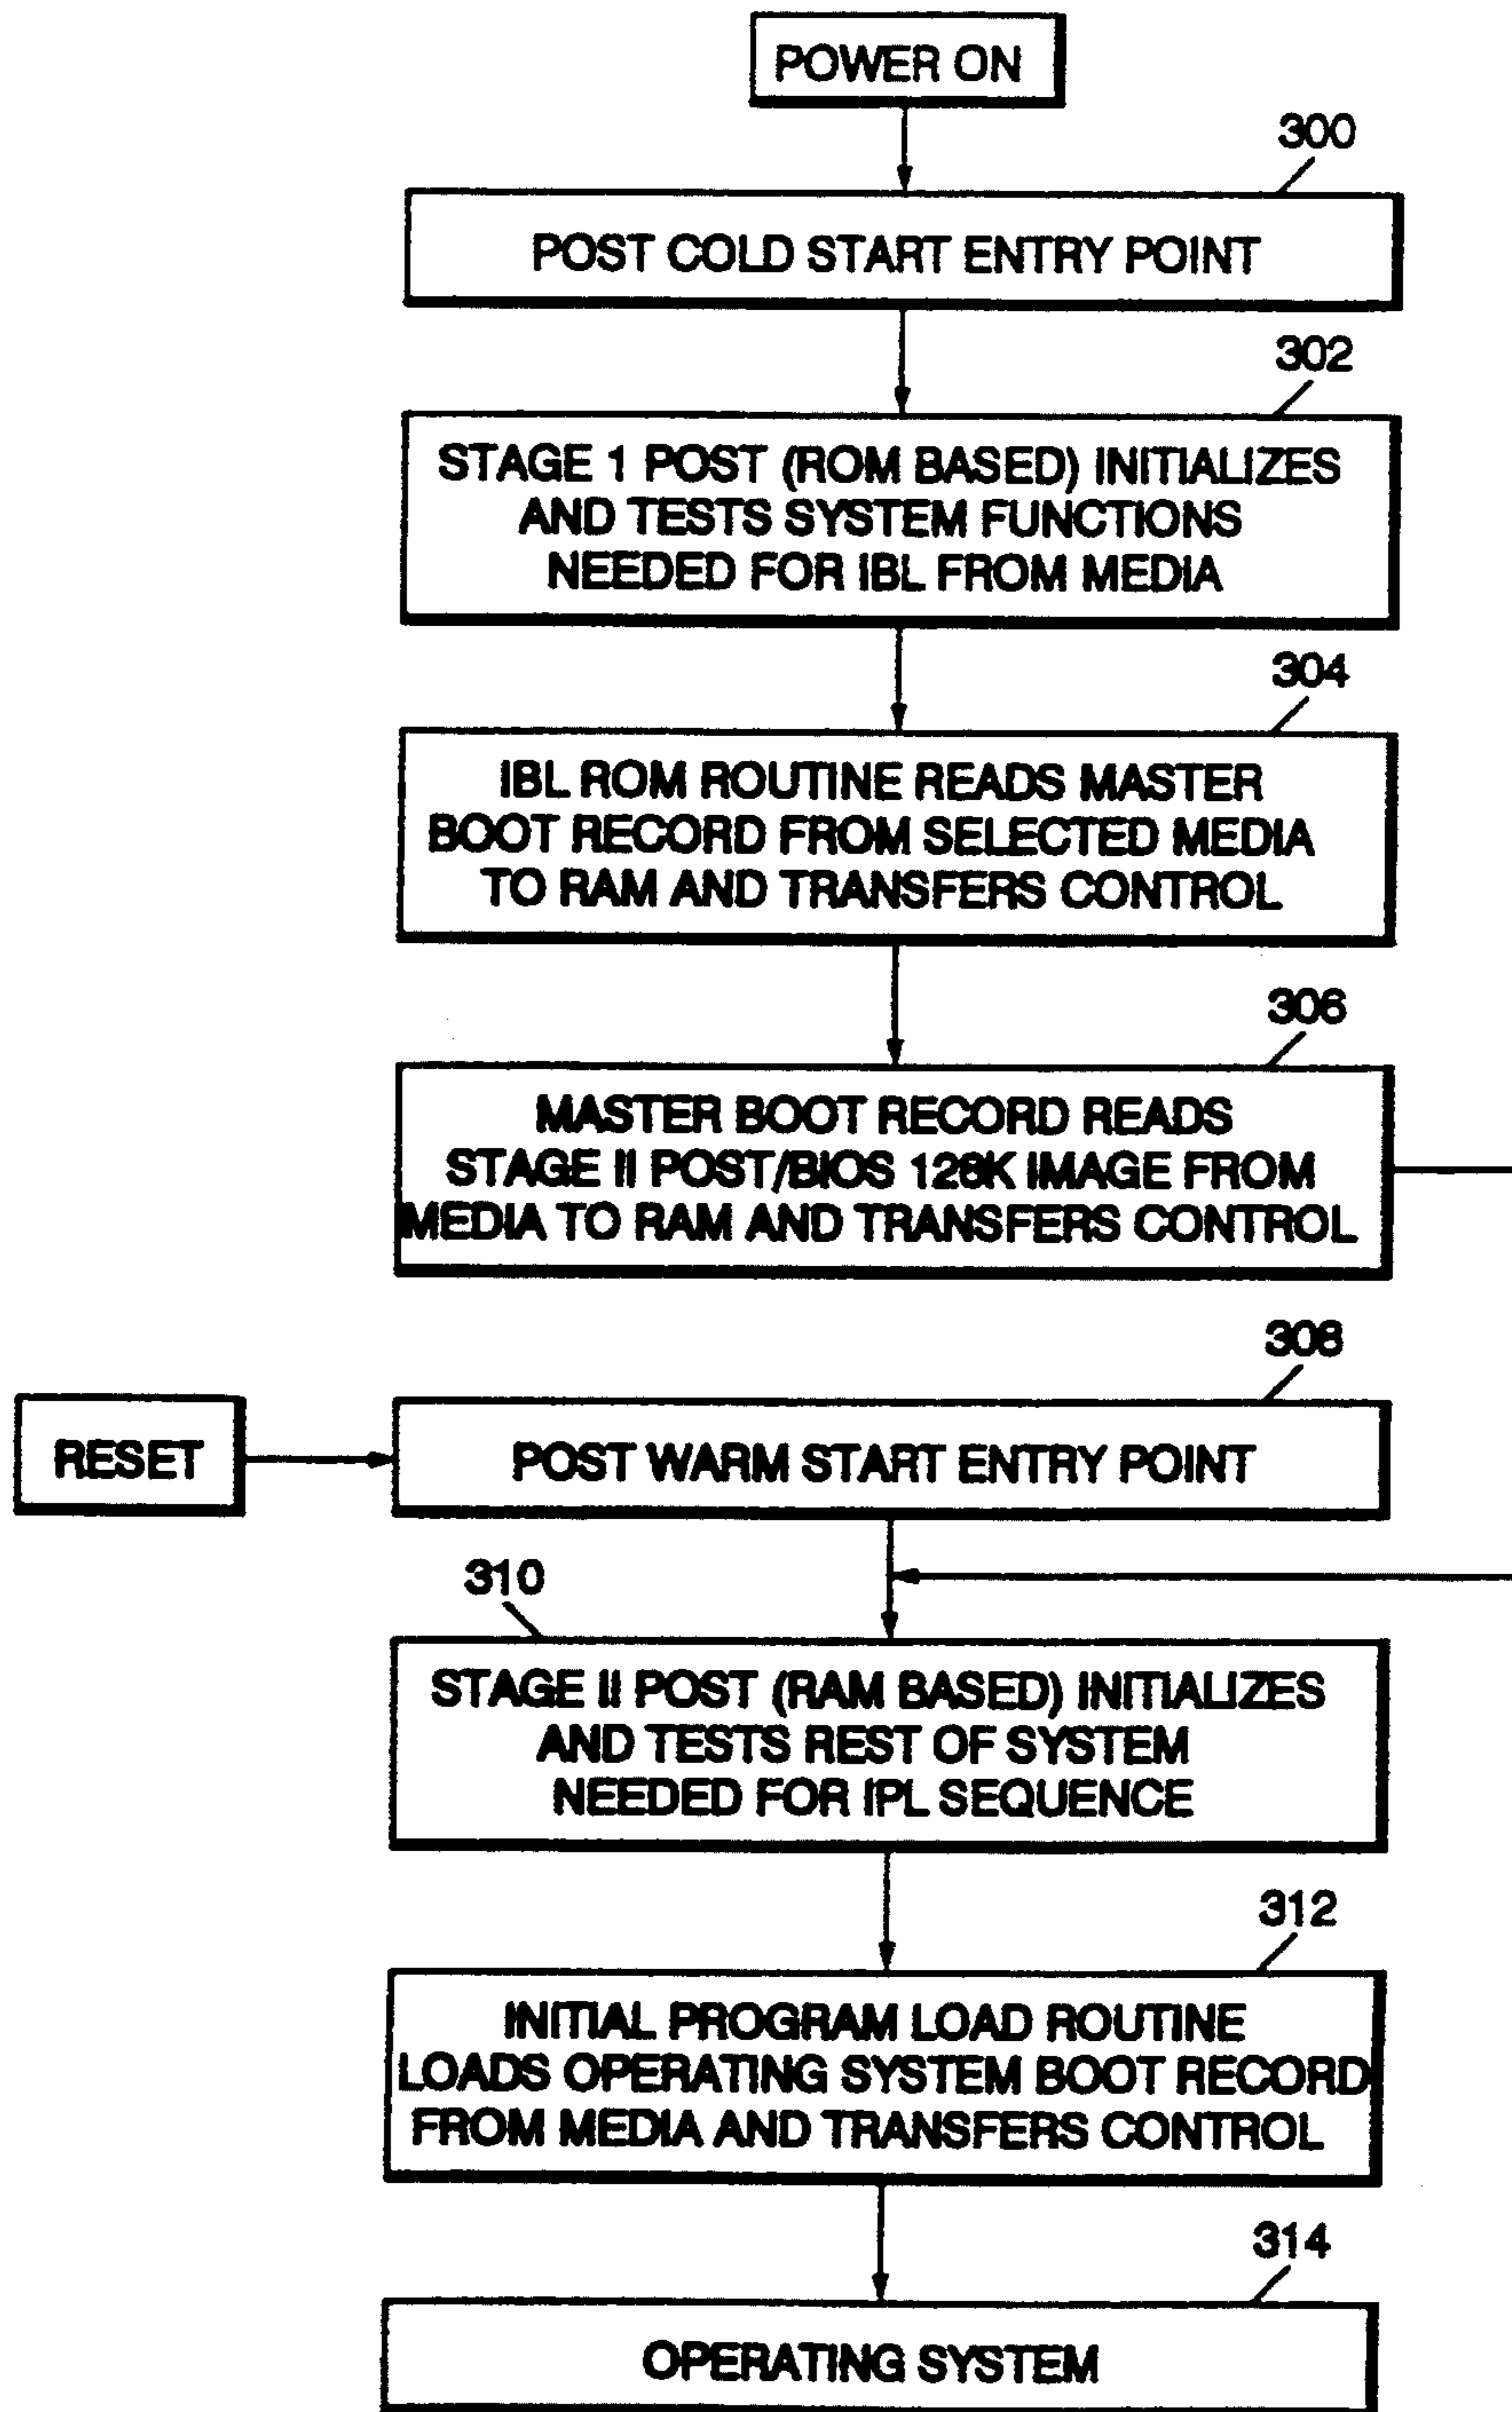 POWER ON
300
POST COLD START ENTRY POINT
302
STAGE 1 POST (ROM BASED) INITIALIZES
AND TESTS SYSTEM FUNCTIONS
NEEDED FOR IBL FROM MEDIA
304
IBL ROM ROUTINE READS MASTER
BOOT RECORD FROM SELECTED MEDIA
TO RAM AND TRANSFERS CONTROL
306
MASTER BOOT RECORD READS
STAGE II POST/BIOS 128K IMAGE FROM
MEDIA TO RAM AND TRANSFERS CONTROL
308
RESET
POST WARM START ENTRY POINT
310
STAGE II POST (RAM BASED) INITIALIZES
AND TESTS REST OF SYSTEM
NEEDED FOR IPL SEQUENCE
312
INITIAL PROGRAM LOAD ROUTINE
LOADS OPERATING SYSTEM BOOT RECORD
FROM MEDIA AND TRANSFERS CONTROL
314
OPERATING SYSTEM